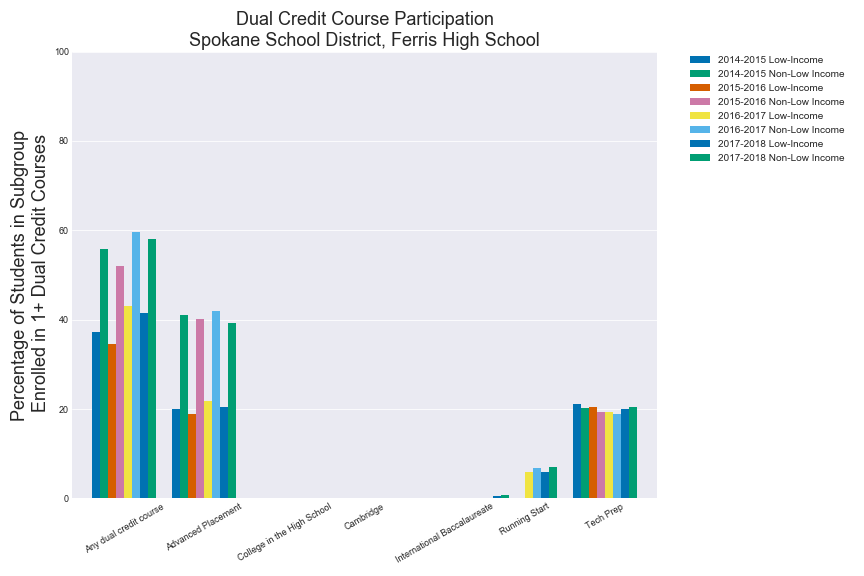 Dual Credit Course Participation
Spokane School District, Ferris High School
Percentage of Students in Subgroup
Enrolled in 1+ Dual Credit Courses
100
80
60
40
20
0
Any dual credit course
Advanced Placement
College in the High School
Cambridge
International Baccalaureate
Running Start
Tech Prep
2014-2015 Low-Income
2014-2015 Non-Low Income
2015-2016 Low-Income
2015-2016 Non-Low Income
2016-2017 Low-Income
2016-2017 Non-Low Income
2017-2018 Low-Income
2017-2018 Non-Low Income